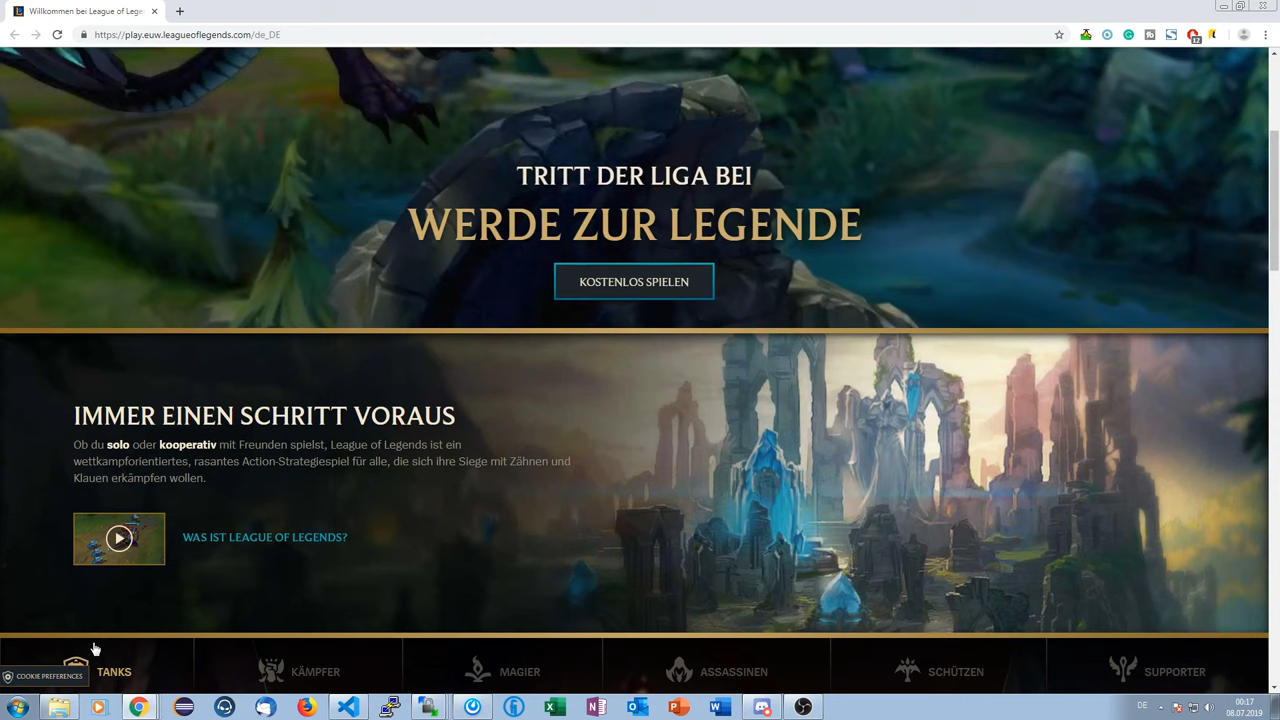 Willkommen bei League of Lege
https://play.euw.leagueoflegends.com/de_DE
12
TRITT DER LIGA BEI
WERDE ZUR LEGENDE
KOSTENLOS SPIELEN
IMMER EINEN SCHRITT VORAUS
Ob du solo oder kooperativ mit Freunden spielst, League of Legends ist ein
wettkampforientiertes, rasantes Action-Strategiespiel für alle, die sich ihre Siege mit Zähnen und
Klauen erkämpfen wollen.
WAS IST LEAGUE OF LEGENDS?
TANKS
KÄMPFER
MAGIER
ASSASSINEN
SCHÜTZEN
SUPPORTER
COOKIE PREFERENCES
DE
00:17
08.07.2019